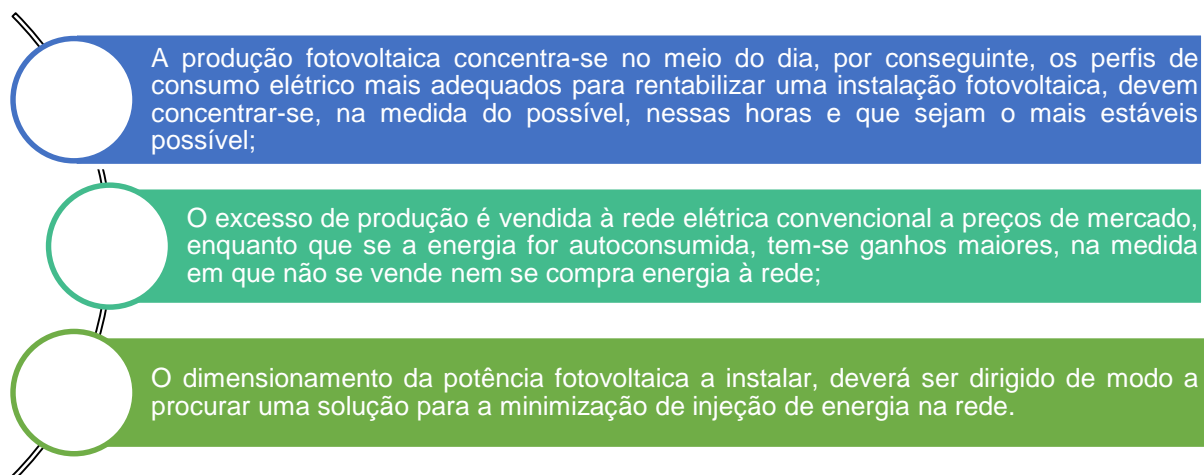 A produção fotovoltaica concentra-se no meio do dia, por conseguinte, os perfis de
consumo elétrico mais adequados para rentabilizar uma instalação fotovoltaica, devem
concentrar-se, na medida do possível, nessas horas e que sejam o mais estáveis
possível;
O excesso de produção é vendida à rede elétrica convencional a preços de mercado,
enquanto que se a energia for autoconsumida, tem-se ganhos maiores, na medida
em que não se vende nem se compra energia à rede;
O dimensionamento da potência fotovoltaica a instalar, deverá ser dirigido de modo a
procurar uma solução para a minimização de injeção de energia na rede.